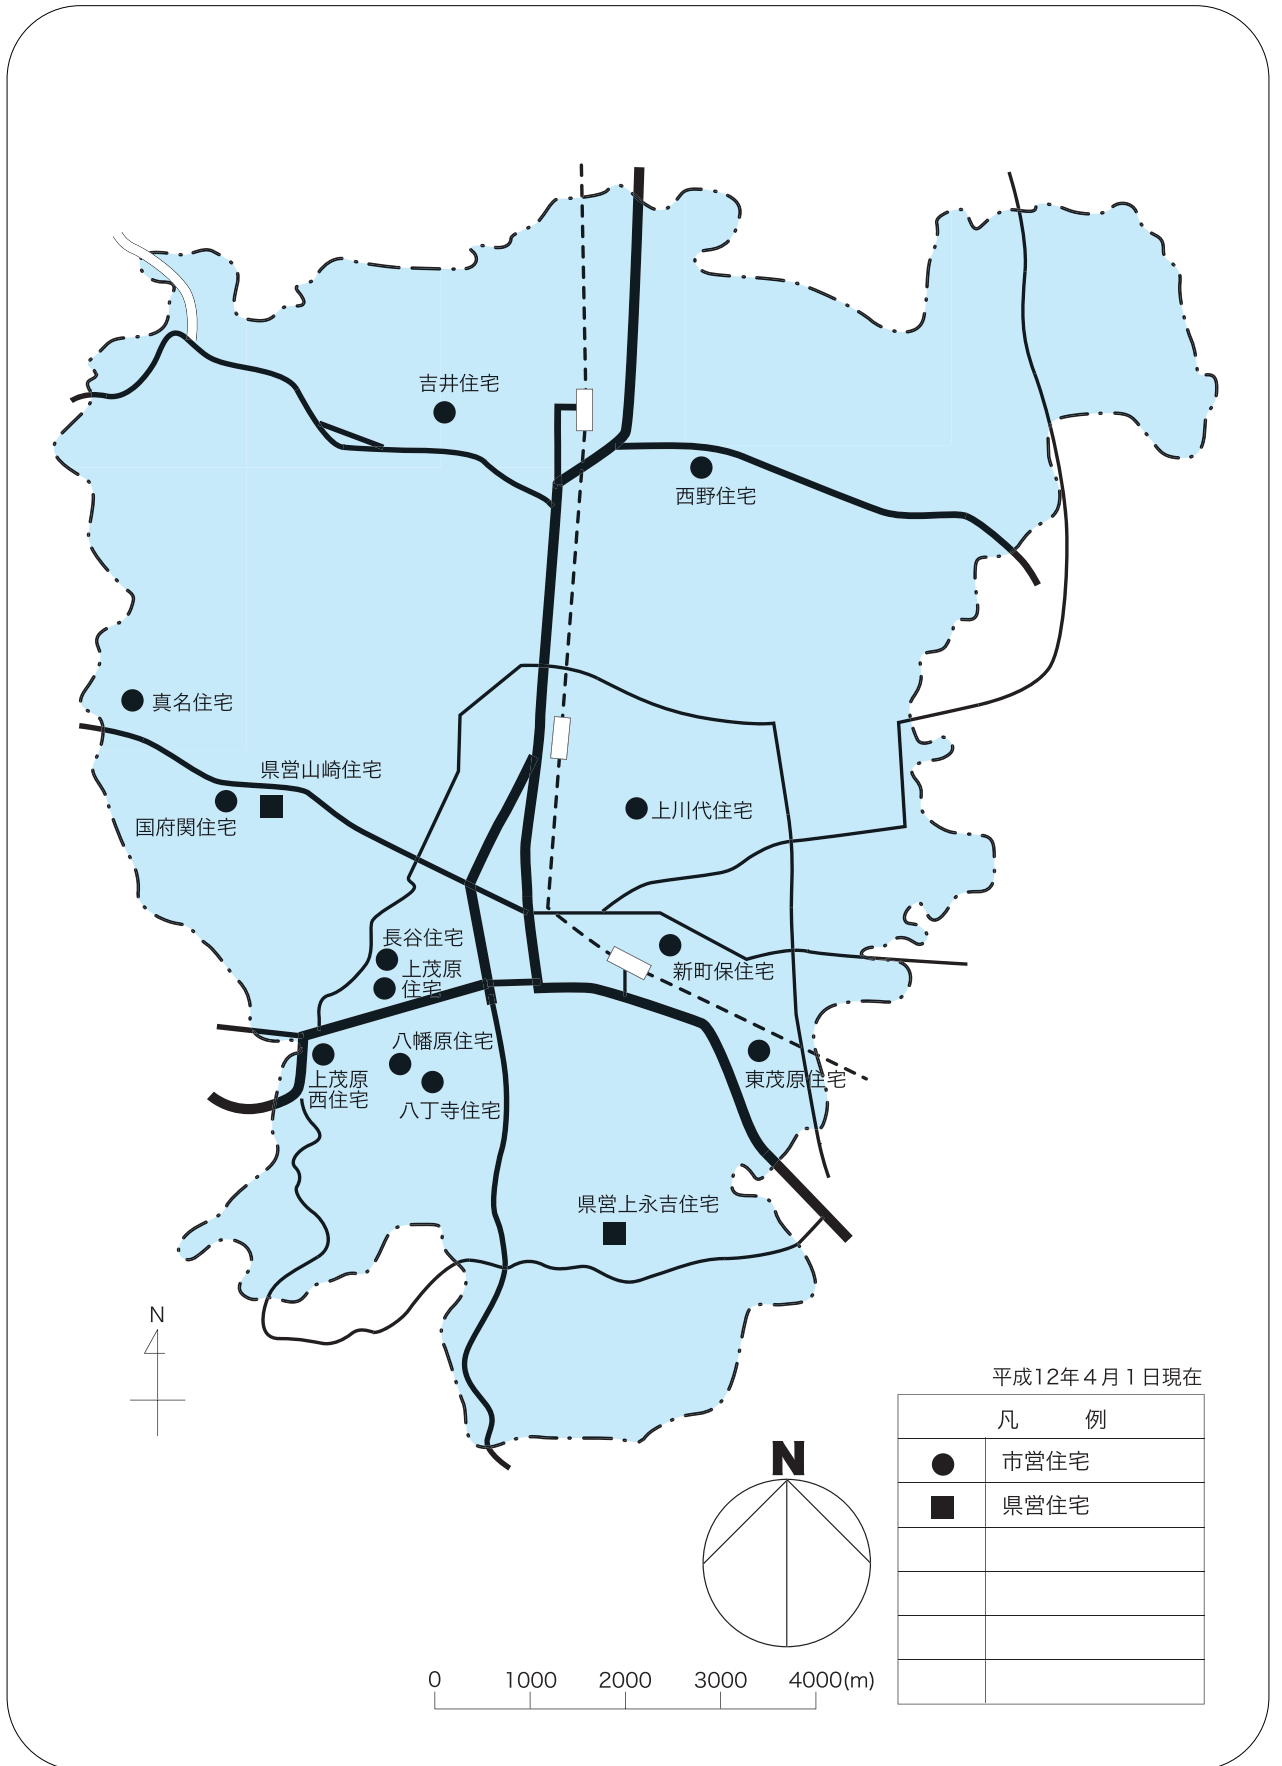 吉井住宅
西野住宅
真名住宅
県営山崎住宅
国府関住宅
上川代住宅
長谷住宅
上茂原
住宅
新町保住宅
八幡原住宅
上茂原
西住宅
東茂原住宅
八丁寺住宅
県営上永吉住宅
N
平成12年４月１日現在
凡 例
市営住宅
県営住宅
N
0 1000 2000 3000 4000(m)